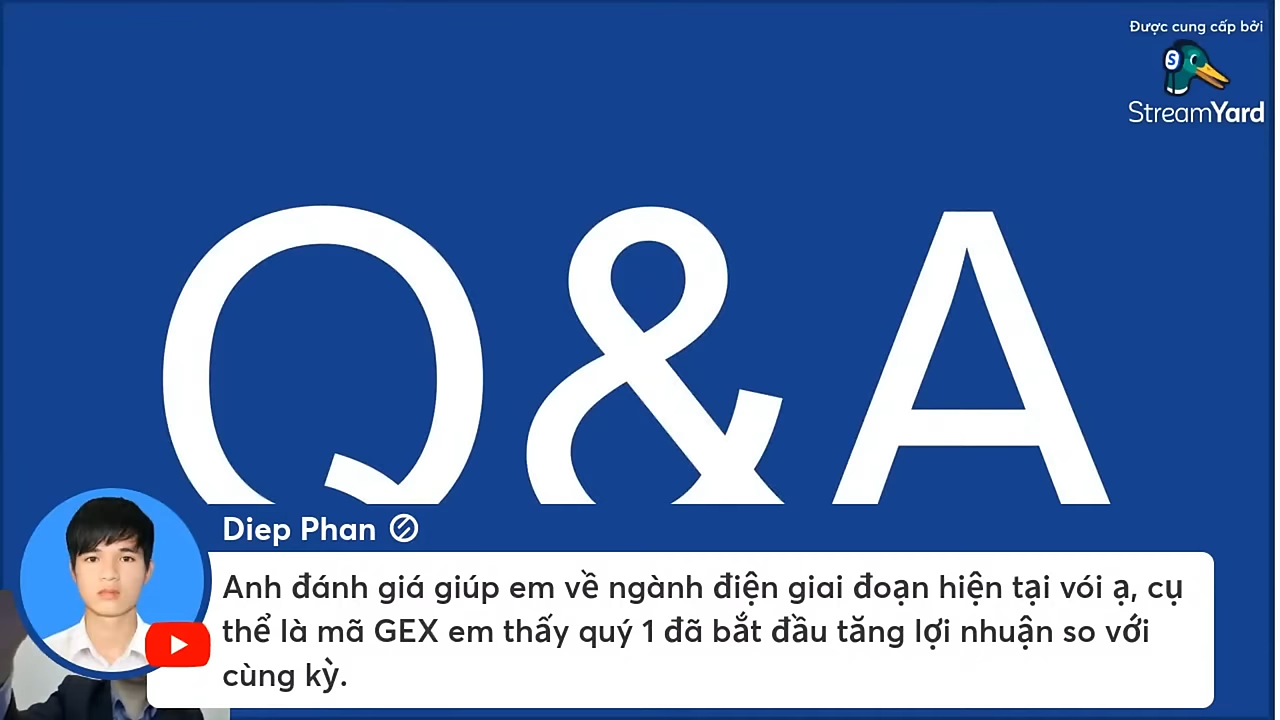 Được cung cấp bởi
S
StreamYard
Q&A
Diep Phan
Anh đánh giá giúp em về ngành điện giai đoạn hiện tại vói ạ, cụ
thể là mã GEX em thấy quý 1 đã bắt đầu tăng lợi nhuận so với
cùng kỳ.